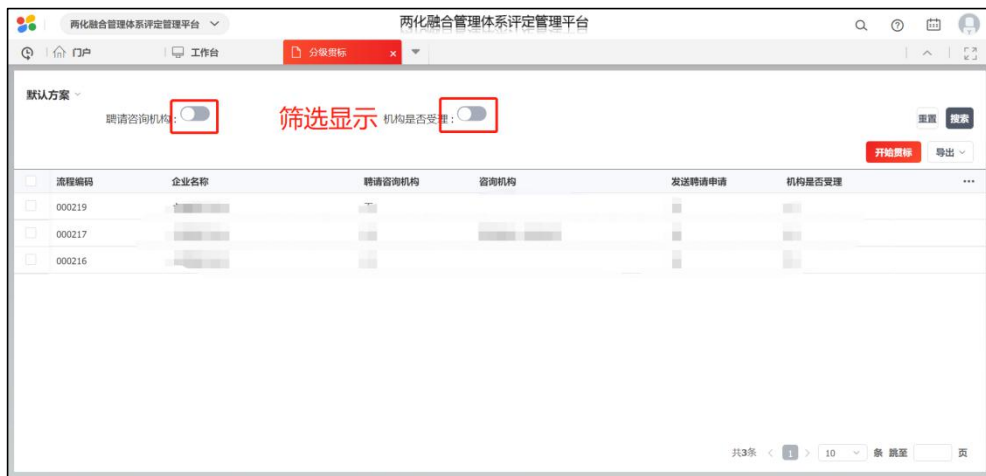 两化融合管理体系评定管理平台
两化融合管理体系评定管理平台
门户
工作台
分级贯标
默认方案
聘请咨询机构:
筛选显示
机构是否受理:
重置
搜索
开始贯标
导出
流程编码 企业名称 聘请咨询机构 咨询机构 发送聘请申请 机构是否受理 •••
000219
000217
000216
共3条 < 1 > 10 条 跳至 页